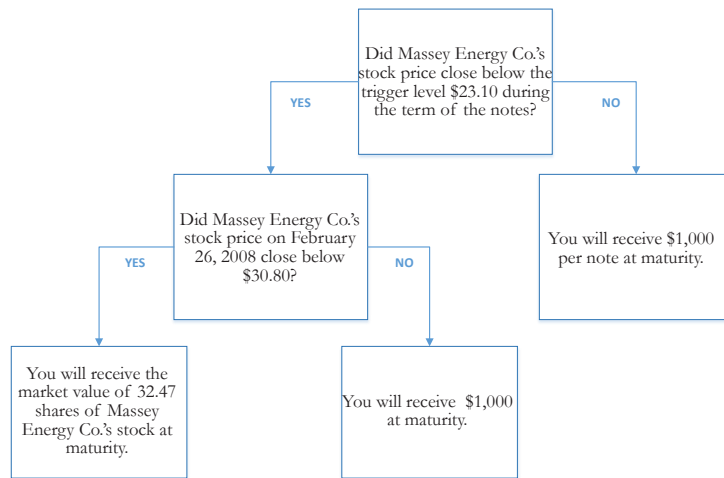 Did Massey Energy Co.'s
stock price close below the
trigger level $23.10 during
the term of the notes?
YES
NO
Did Massey Energy Co.'s
stock price on February
26, 2008 close below
$30.80?
You will receive $1,000
per note at maturity.
YES
NO
You will receive the
market value of 32.47
shares of Massey
Energy Co.'s stock at
maturity.
You will receive $1,000
at maturity.